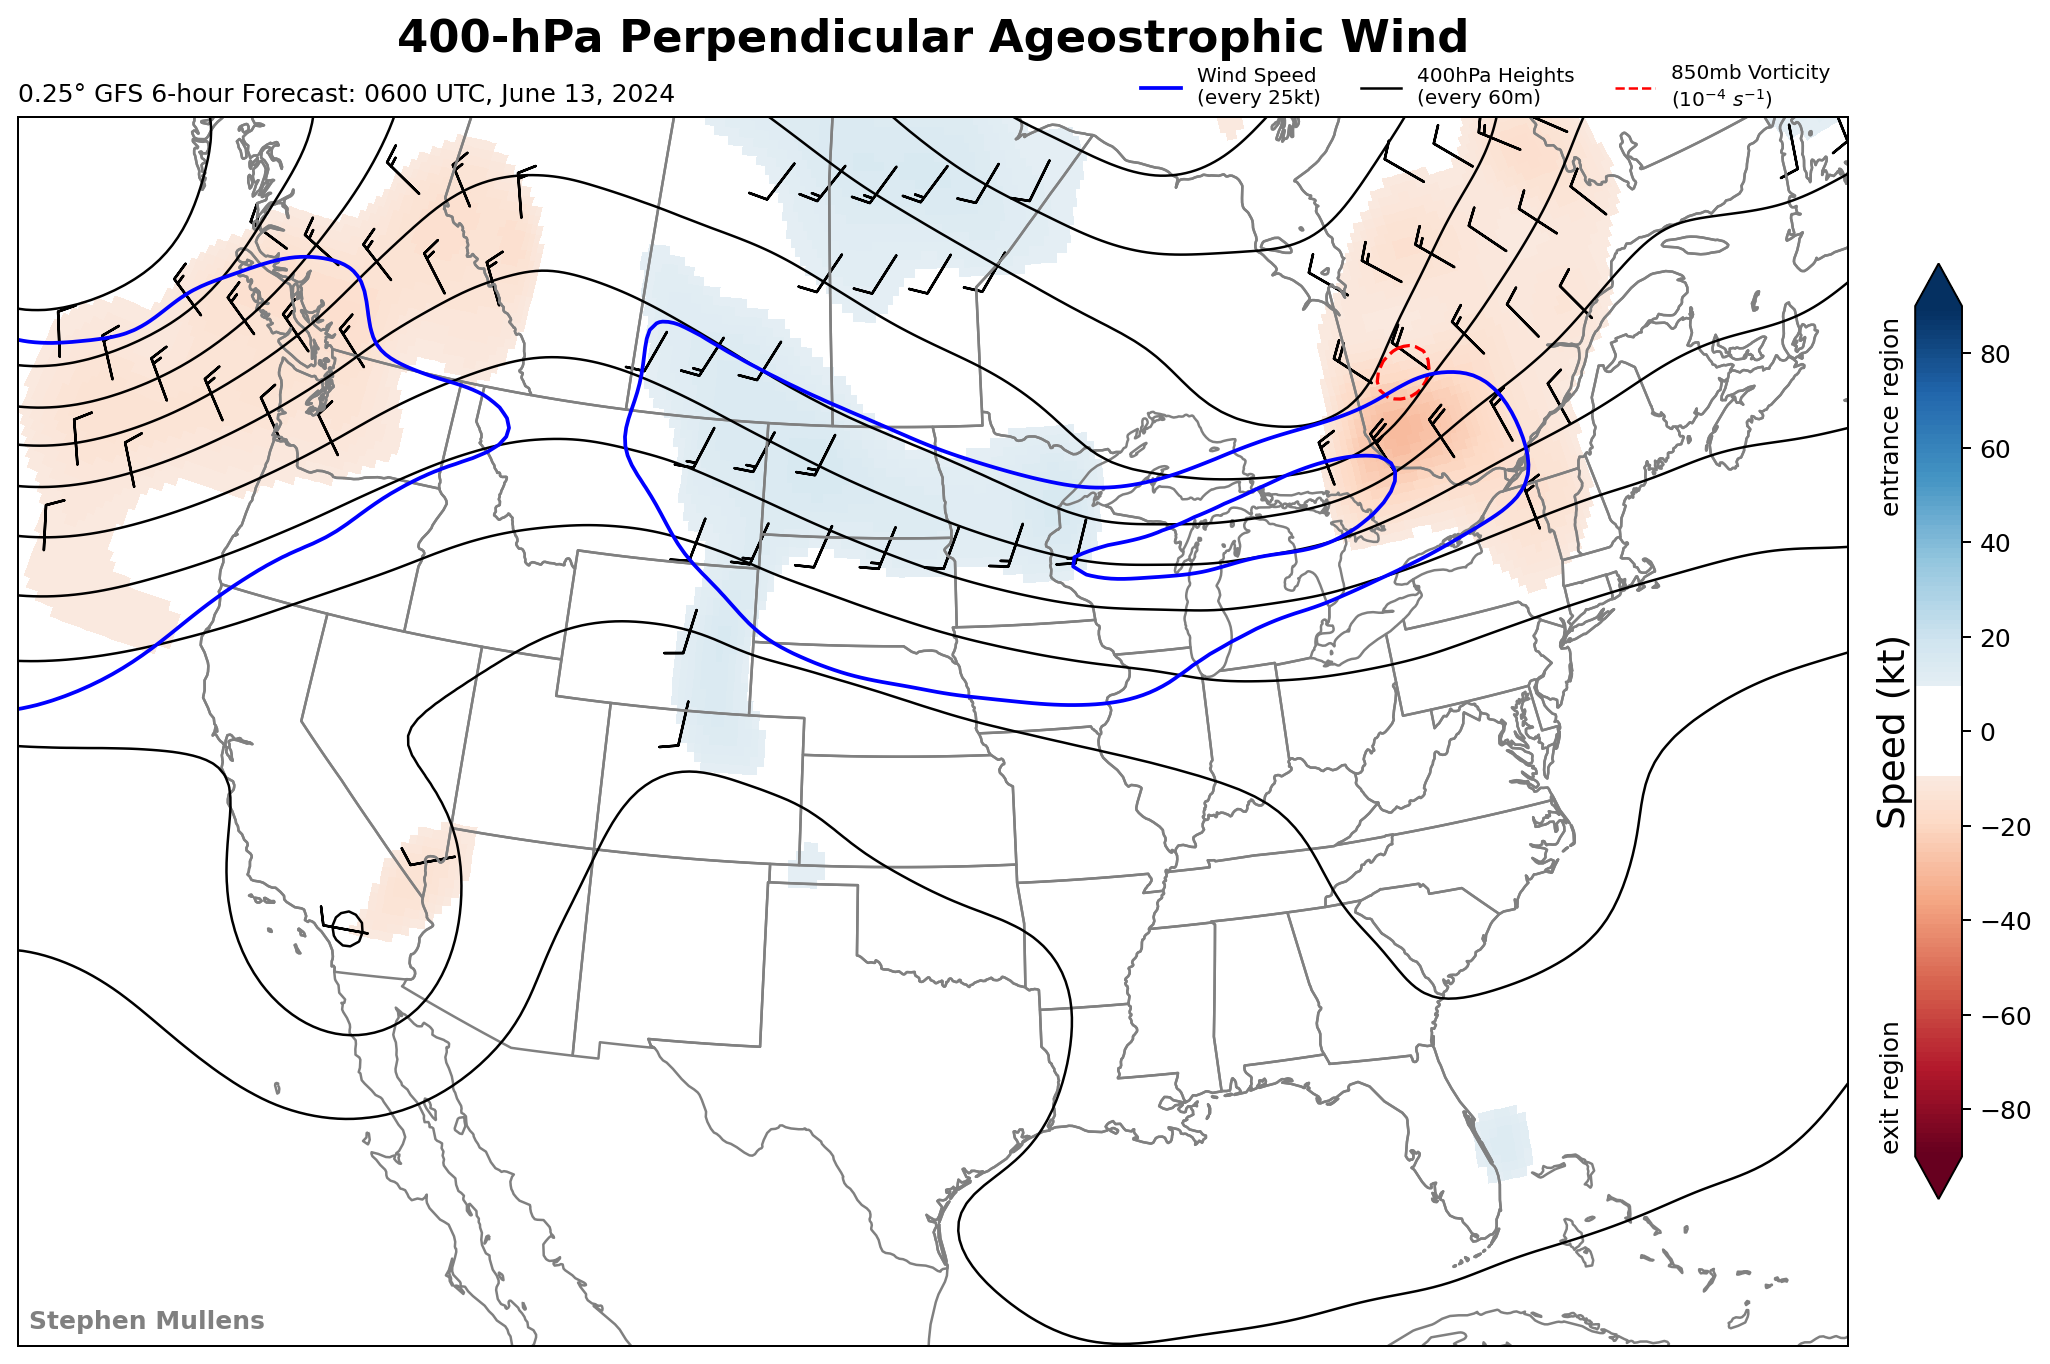 400-hPa Perpendicular Ageostrophic Wind
0.25° GFS 6-hour Forecast: 0600 UTC, June 13, 2024
Wind Speed
(every 25kt)
400hPa Heights
(every 60m)
850mb Vorticity
(10⁻⁴ s⁻¹)
entrance region
Speed (kt)
exit region
80
60
40
20
0
−20
−40
−60
−80
Stephen Mullens